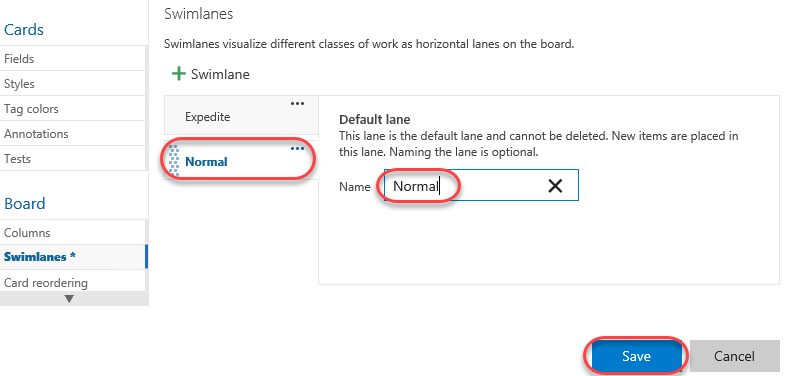 Cards
Fields
Styles
Tag colors
Annotations
Tests
Board
Columns
Swimlanes *
Card reordering
Swimlanes
Swimlanes visualize different classes of work as horizontal lanes on the board.
+ Swimlane
Expedite
Normal
Default lane
This lane is the default lane and cannot be deleted. New items are placed in
this lane. Naming the lane is optional.
Name Normal
Save
Cancel